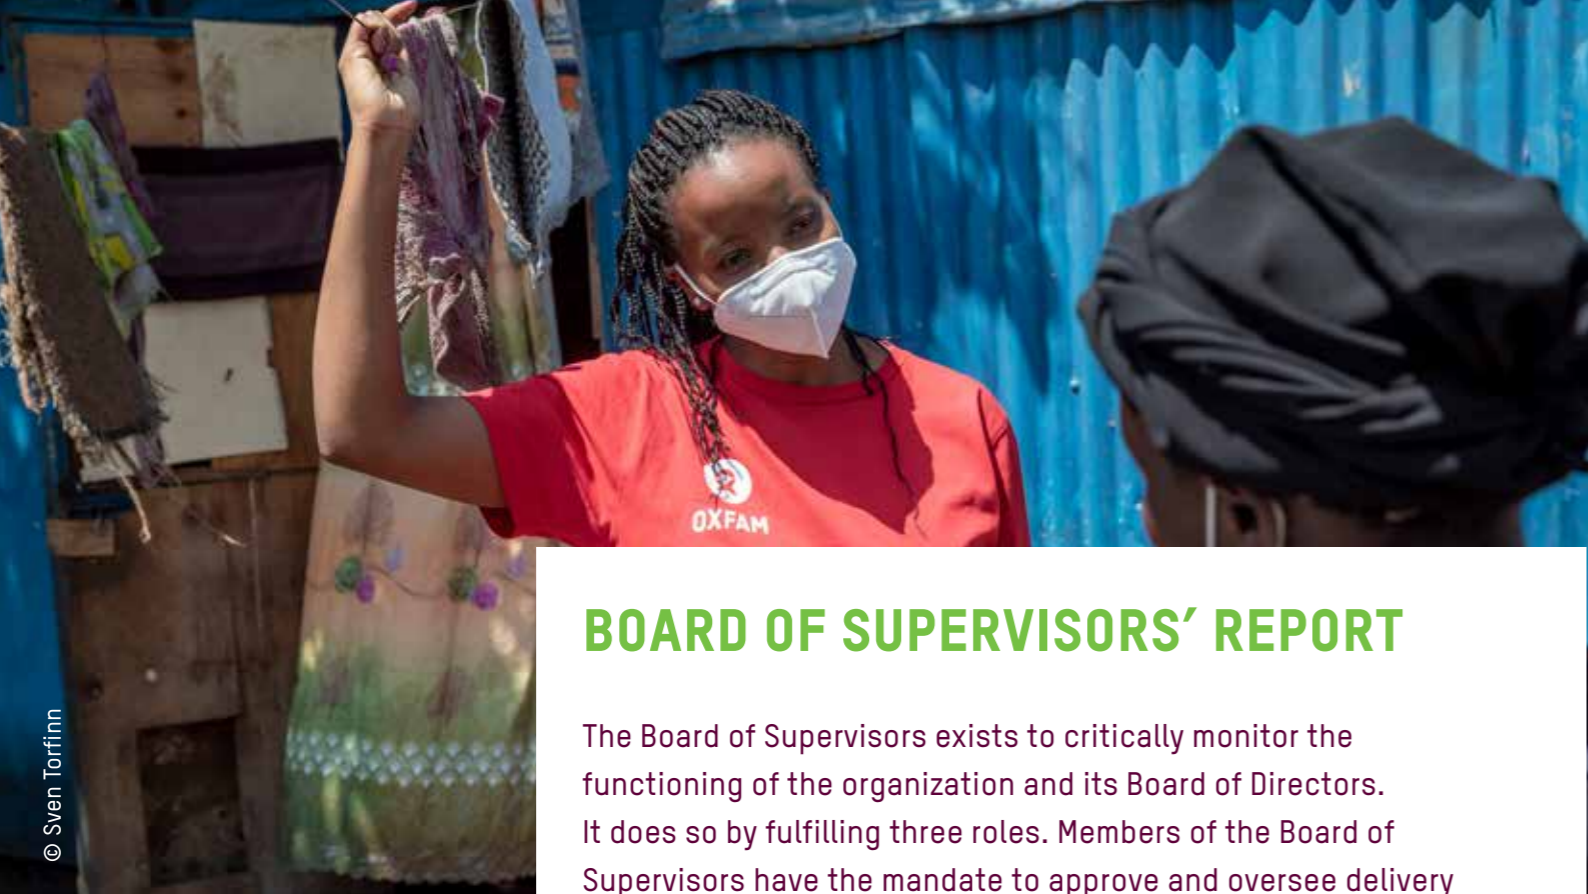 OXFAM
BOARD OF SUPERVISORS’ REPORT
The Board of Supervisors exists to critically monitor the
functioning of the organization and its Board of Directors.
It does so by fulfilling three roles. Members of the Board of
Supervisors have the mandate to approve and oversee delivery
© Sven Torfinn